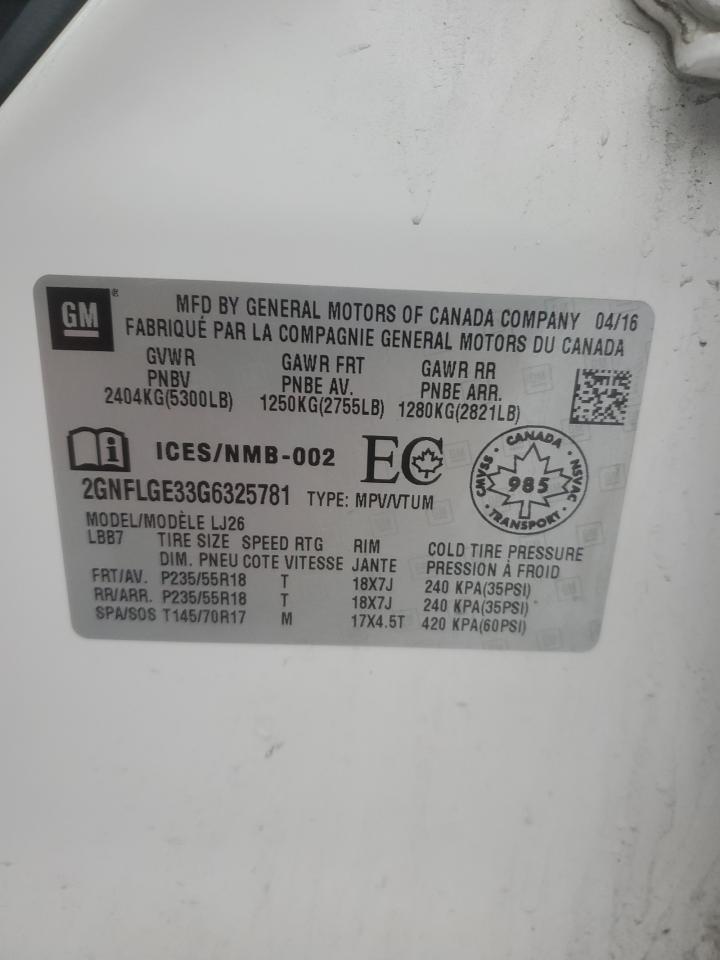 GM ®
MFD BY GENERAL MOTORS OF CANADA COMPANY 04/16
FABRIQUÉ PAR LA COMPAGNIE GENERAL MOTORS DU CANADA
GVWR GAWR FRT GAWR RR
PNBV PNBE AV. PNBE ARR.
2404KG(5300LB) 1250KG(2755LB) 1280KG(2821LB)
i ICES/NMB-002 EC
CANADA
CMVSS 985 NSVAC
TRANSPORT
2GNFLGE33G6325781 TYPE: MPV/VTUM
MODEL/MODÈLE LJ26
LBB7 TIRE SIZE SPEED RTG RIM COLD TIRE PRESSURE
DIM. PNEU COTE VITESSE JANTE PRESSION À FROID
FRT/AV. P235/55R18 T 18X7J 240 KPA(35PSI)
RR/ARR. P235/55R18 T 18X7J 240 KPA(35PSI)
SPA/SOS T145/70R17 M 17X4.5T 420 KPA(60PSI)